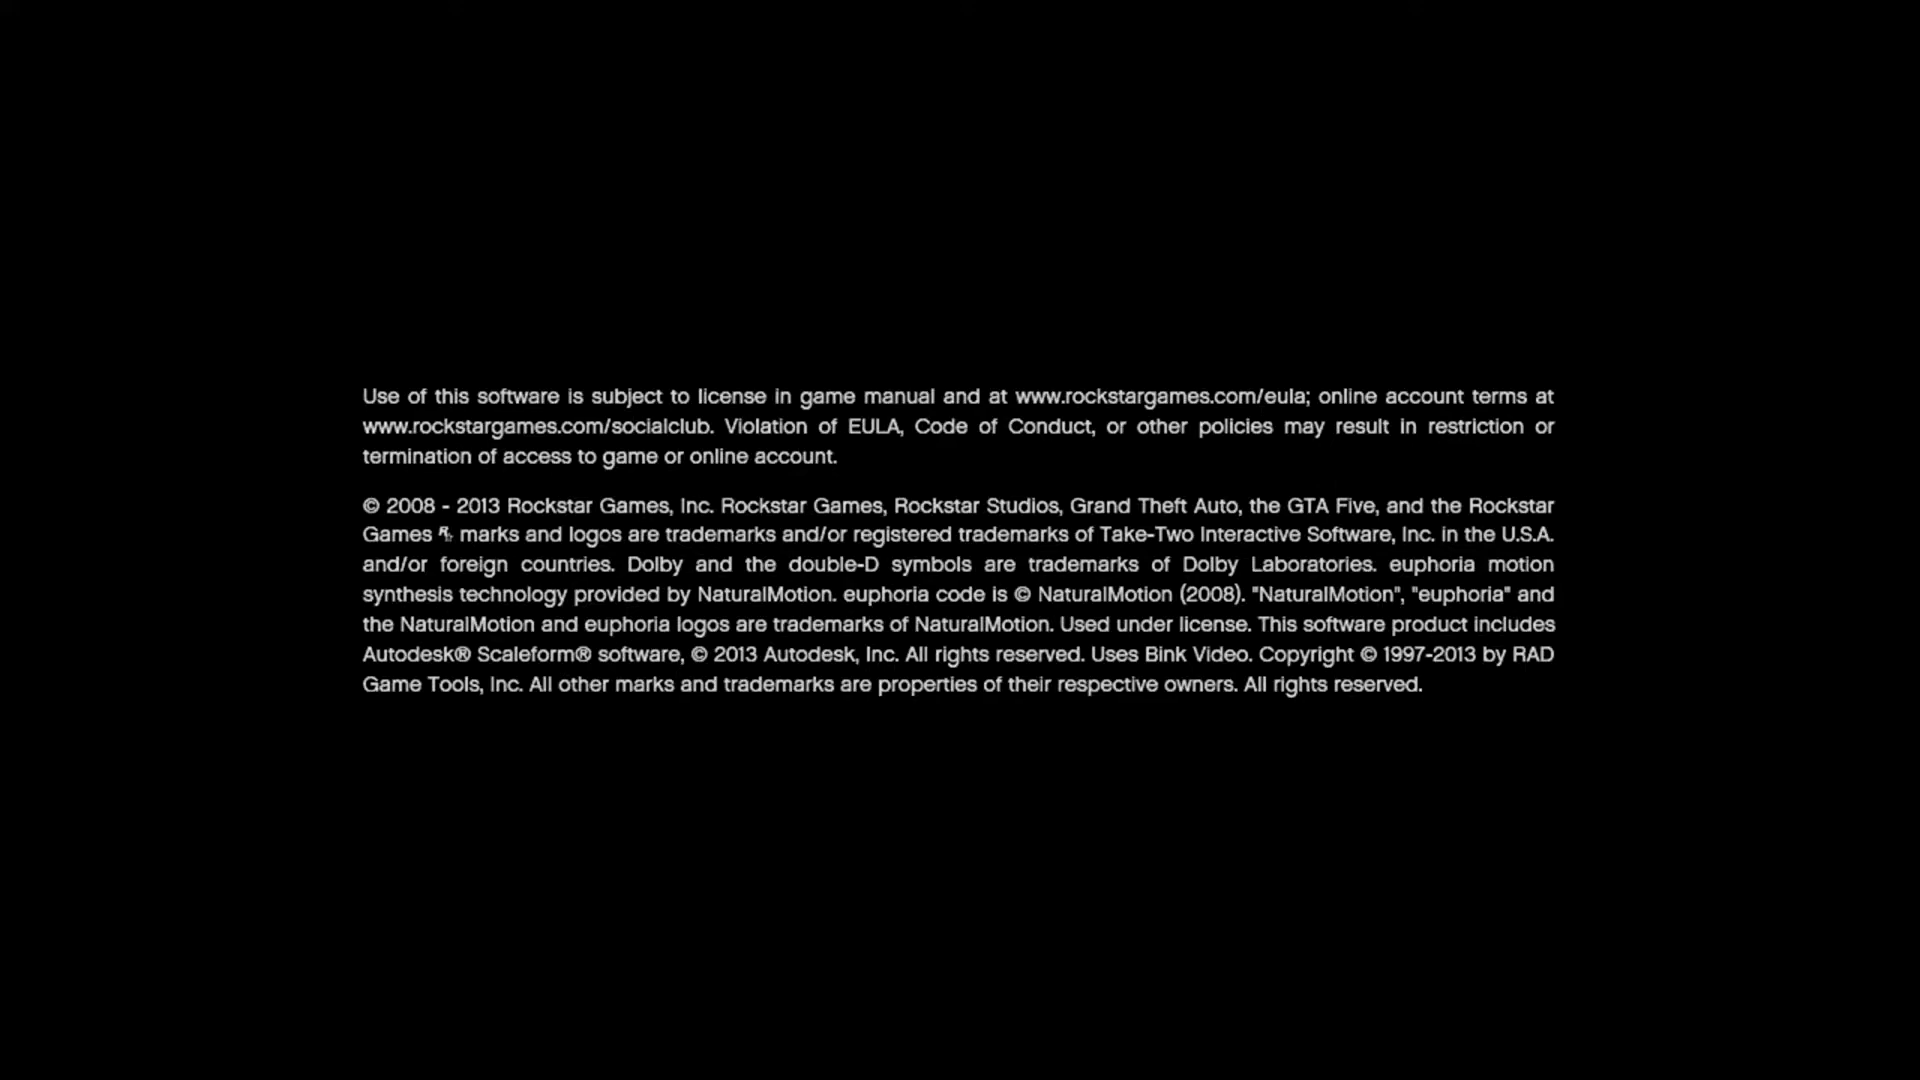 Use of this software is subject to license in game manual and at www.rockstargames.com/eula; online account terms at
www.rockstargames.com/socialclub. Violation of EULA, Code of Conduct, or other policies may result in restriction or
termination of access to game or online account.
© 2008 - 2013 Rockstar Games, Inc. Rockstar Games, Rockstar Studios, Grand Theft Auto, the GTA Five, and the Rockstar
Games R* marks and logos are trademarks and/or registered trademarks of Take-Two Interactive Software, Inc. in the U.S.A.
and/or foreign countries. Dolby and the double-D symbols are trademarks of Dolby Laboratories. euphoria motion
synthesis technology provided by NaturalMotion. euphoria code is © NaturalMotion (2008). "NaturalMotion", "euphoria" and
the NaturalMotion and euphoria logos are trademarks of NaturalMotion. Used under license. This software product includes
Autodesk® Scaleform® software, © 2013 Autodesk, Inc. All rights reserved. Uses Bink Video. Copyright © 1997-2013 by RAD
Game Tools, Inc. All other marks and trademarks are properties of their respective owners. All rights reserved.